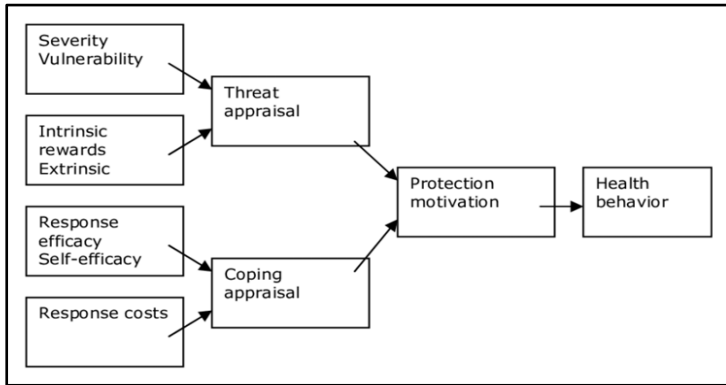 Severity
Vulnerability
Intrinsic
rewards
Extrinsic
Response
efficacy
Self-efficacy
Response costs
Threat
appraisal
Coping
appraisal
Protection
motivation
Health
behavior